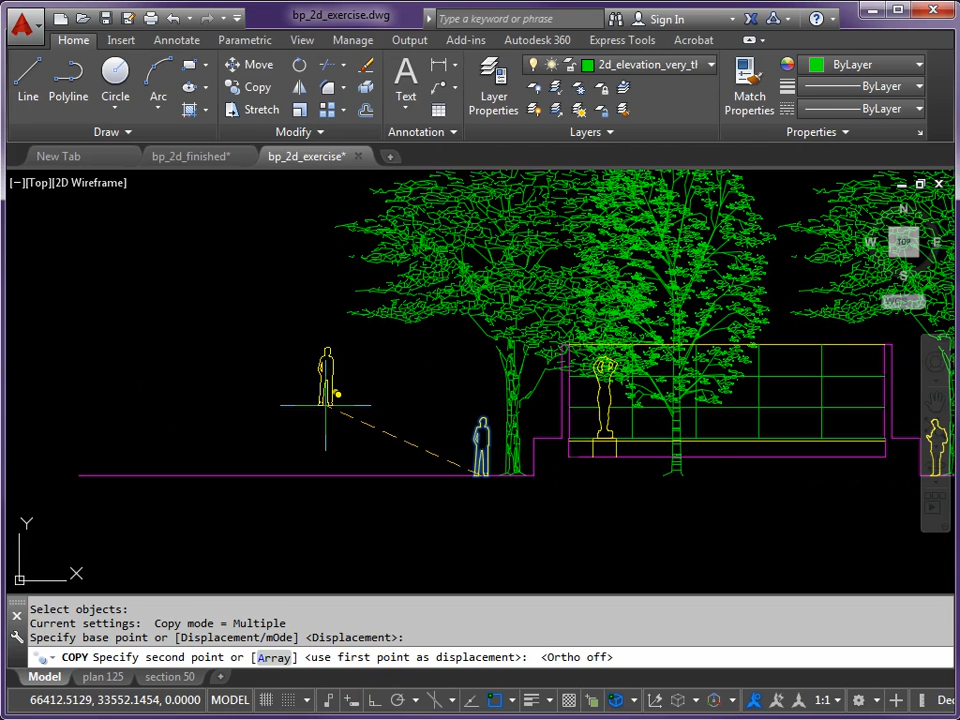 bp_2d_exercise.dwg
Type a keyword or phrase
Sign In
Home Insert Annotate Parametric View Manage Output Add-ins Autodesk 360 Express Tools Acrobat
Line Polyline Circle Arc
Move
Copy
Stretch
Text
Layer Properties
2d_elevation_very_tl
Match Properties
ByLayer
ByLayer
ByLayer
Draw Modify Annotation Layers Properties
New Tab bp_2d_finished* bp_2d_exercise*
[−][Top][2D Wireframe]
N
W TOP E
S
WCS
Y
X
Select objects:
Current settings:  Copy mode = Multiple
Specify base point or [Displacement/mOde] <Displacement>:
COPY Specify second point or [Array] <use first point as displacement>:  <Ortho off>
Model plan 125 section 50
66412.5129, 33552.1454, 0.0000 MODEL 1:1 Dec